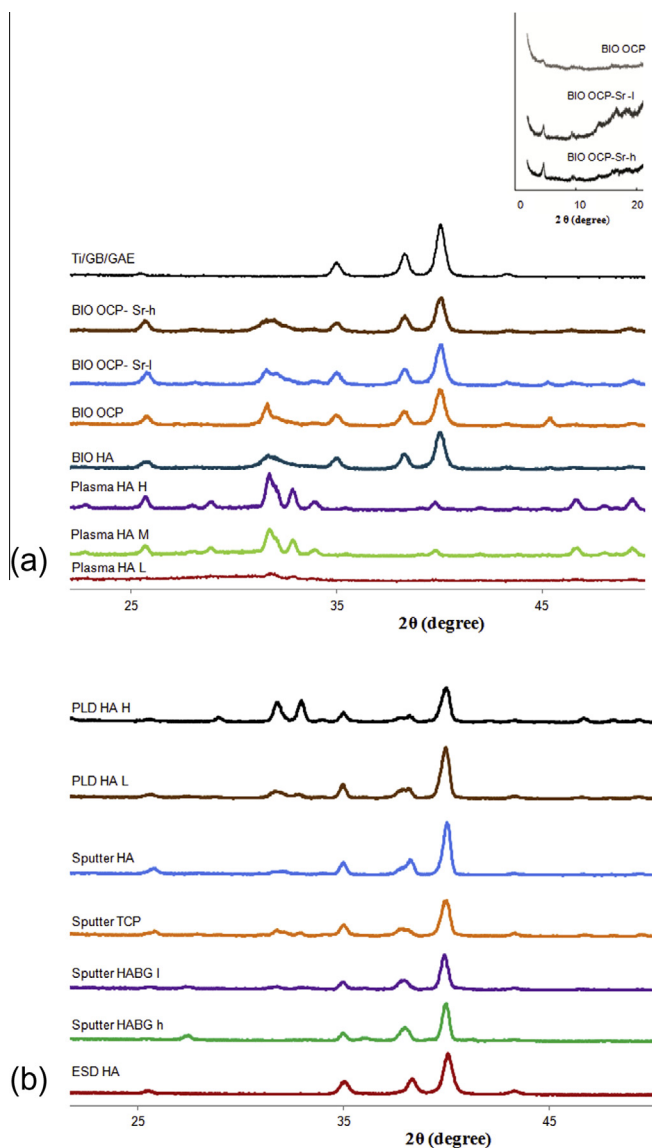 BIO OCP
BIO OCP-Sr-l
BIO OCP-Sr-h
0 10 20
2 θ (degree)
Ti/GB/GAE
BIO OCP- Sr-h
BIO OCP- Sr-l
BIO OCP
BIO HA
Plasma HA H
Plasma HA M
(a)
Plasma HA L
25 35 45
2θ (degree)
PLD HA H
PLD HA L
Sputter HA
Sputter TCP
Sputter HABG l
Sputter HABG h
(b)
ESD HA
25 35 45
2θ (degree)